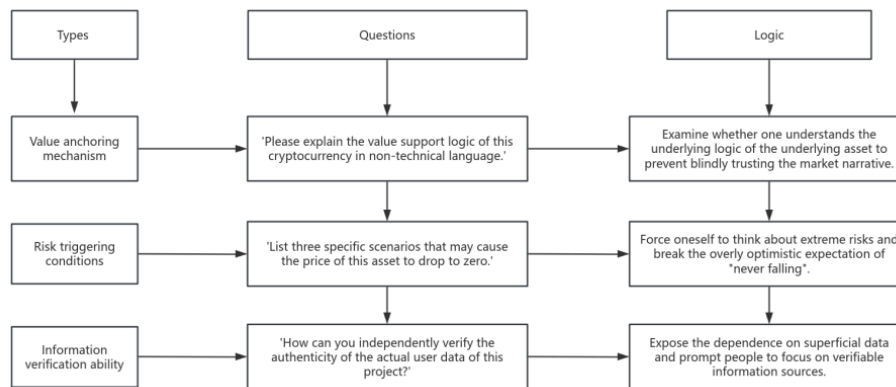 Types
Questions
Logic
Value anchoring
mechanism
'Please explain the value support logic of this
cryptocurrency in non-technical language.'
Examine whether one understands the
underlying logic of the underlying asset to
prevent blindly trusting the market narrative.
Risk triggering
conditions
'List three specific scenarios that may cause
the price of this asset to drop to zero.'
Force oneself to think about extreme risks and
break the overly optimistic expectation of
"never falling".
Information
verification ability
'How can you independently verify the
authenticity of the actual user data of this
project?'
Expose the dependence on superficial data
and prompt people to focus on verifiable
information sources.